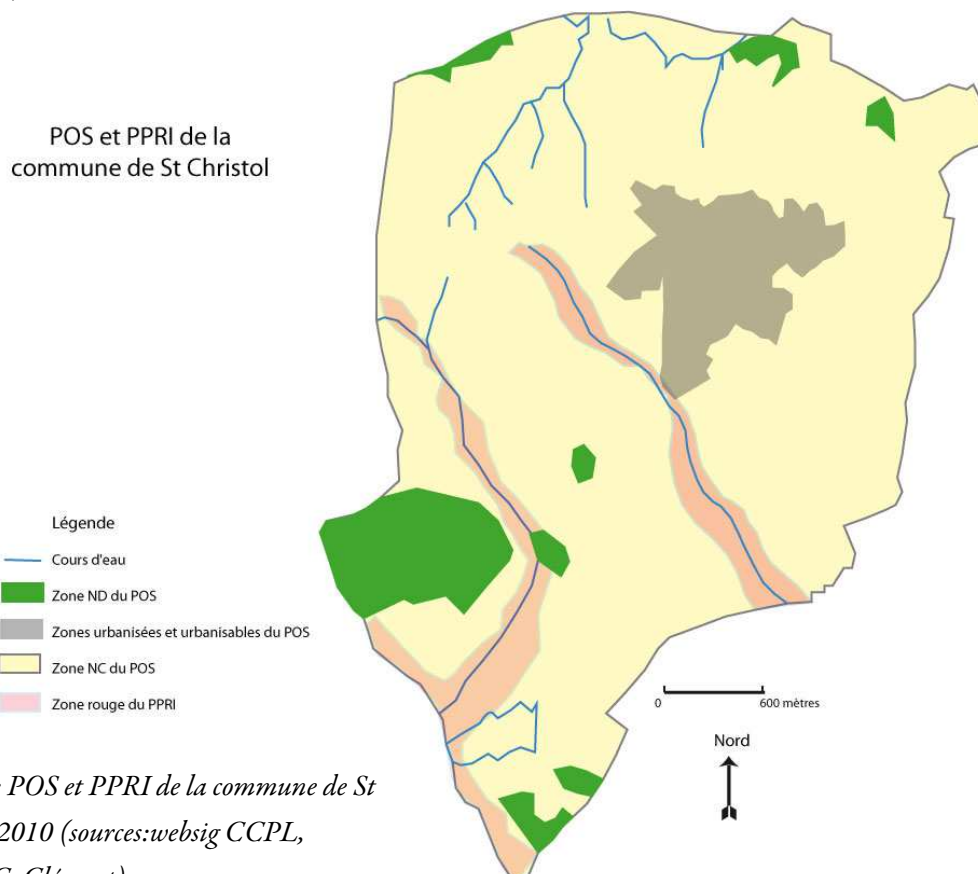 POS et PPRI de la
commune de St Christol
Légende
Cours d'eau
Zone ND du POS
Zones urbanisées et urbanisables du POS
Zone NC du POS
Zone rouge du PPRI
0 600 mètres
Nord
POS et PPRI de la commune de St
2010 (sources:websig CCPL,